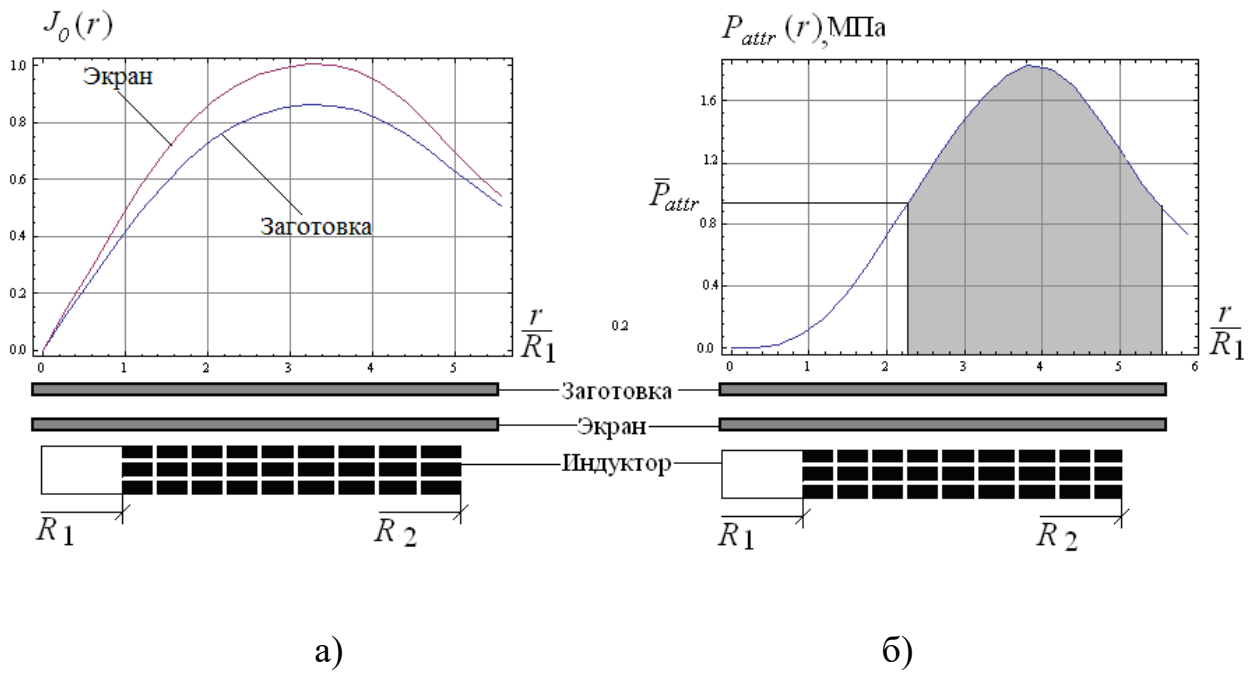 J₀(r)
1.0
0.8
0.6
0.4
0.2
0.0
Экран
Заготовка
0 1 2 3 4 5
r/R₁
P_attr (r),МПа
1.6
1.2
0.8
0.4
0.0
P̅_attr
0.2
0 1 2 3 4 5 6
r/R₁
Заготовка
Экран
Индуктор
R₁ R₂
R₁ R₂
а) б)